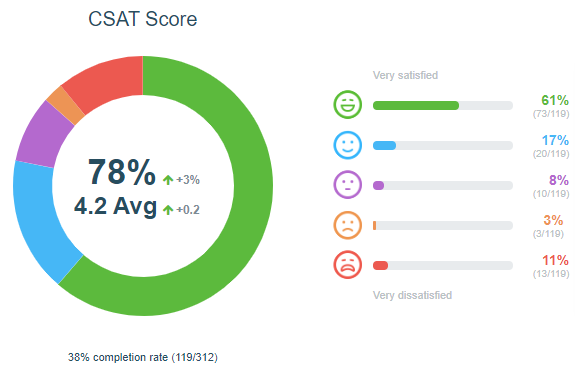 CSAT Score
78% +3%
4.2 Avg +0.2
38% completion rate (119/312)
Very satisfied
61%
(73/119)
17%
(20/119)
8%
(10/119)
3%
(3/119)
11%
(13/119)
Very dissatisfied